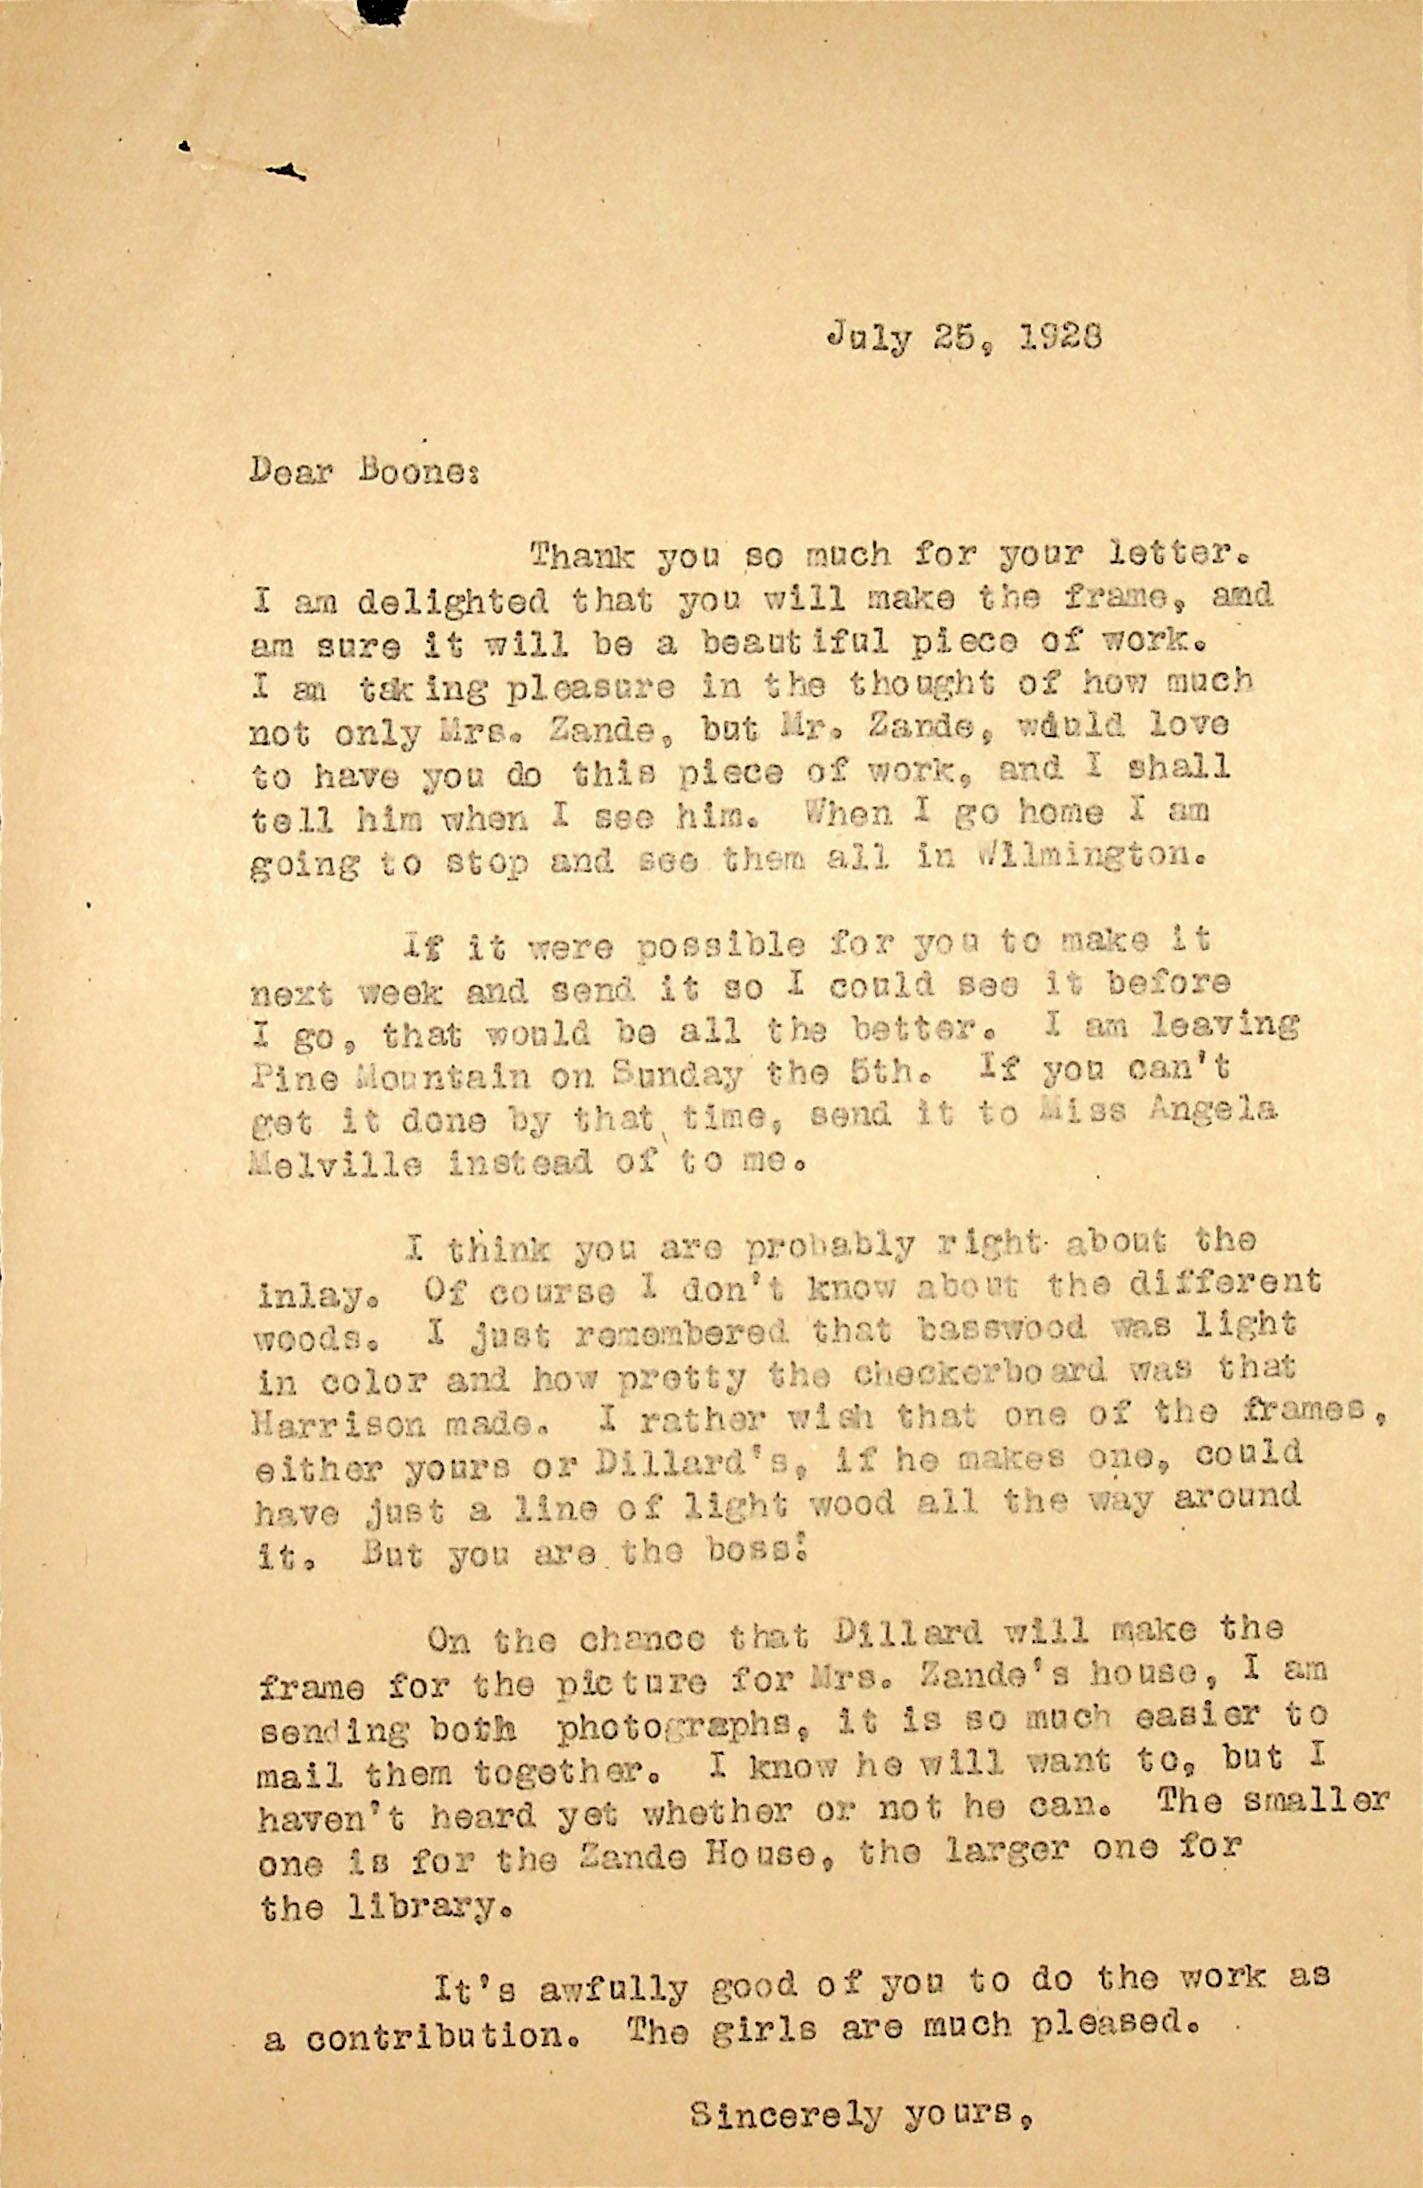 July 25, 1928
Dear Boone:
Thank you so much for your letter.
I am delighted that you will make the frame, and
am sure it will be a beautiful piece of work.
I am taking pleasure in the thought of how much
not only Mrs. Zande, but Mr. Zande, would love
to have you do this piece of work, and I shall
tell him when I see him. When I go home I am
going to stop and see them all in Wilmington.
If it were possible for you to make it
next week and send it so I could see it before
I go, that would be all the better. I am leaving
Pine Mountain on Sunday the 5th. If you can't
get it done by that time, send it to Miss Angela
Melville instead of to me.
I think you are probably right about the
inlay. Of course I don't know about the different
woods. I just remembered that basswood was light
in color and how pretty the checkerboard was that
Harrison made. I rather wish that one of the frames,
either yours or Dillard's, if he makes one, could
have just a line of light wood all the way around
it. But you are the boss!
On the chance that Dillard will make the
frame for the picture for Mrs. Zande's house, I am
sending both photographs, it is so much easier to
mail them together. I know he will want to, but I
haven't heard yet whether or not he can. The smaller
one is for the Zande House, the larger one for
the library.
It's awfully good of you to do the work as
a contribution. The girls are much pleased.
Sincerely yours,